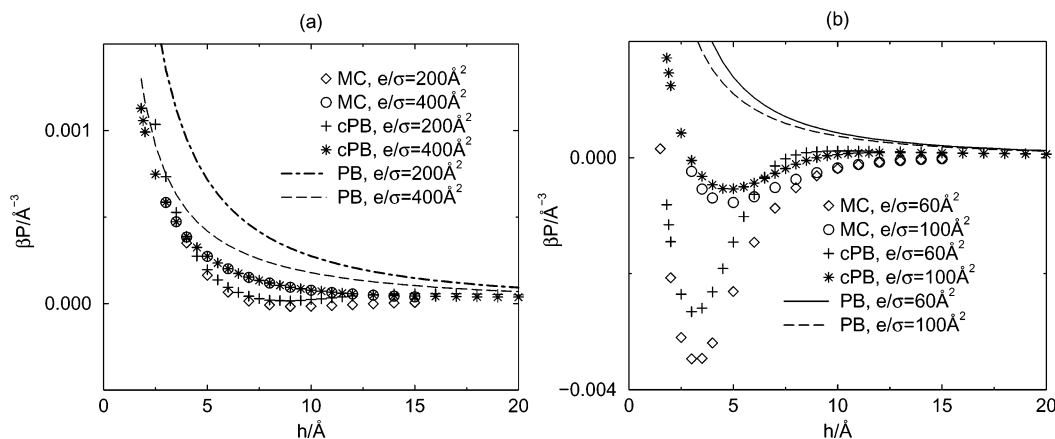 (a)
βP/Å⁻³
0.001
0.000
MC, e/σ=200Å²
MC, e/σ=400Å²
cPB, e/σ=200Å²
cPB, e/σ=400Å²
PB, e/σ=200Å²
PB, e/σ=400Å²
0 5 10 15 20
h/Å
(b)
βP/Å⁻³
0.000
−0.004
MC, e/σ=60Å²
MC, e/σ=100Å²
cPB, e/σ=60Å²
cPB, e/σ=100Å²
PB, e/σ=60Å²
PB, e/σ=100Å²
0 5 10 15 20
h/Å